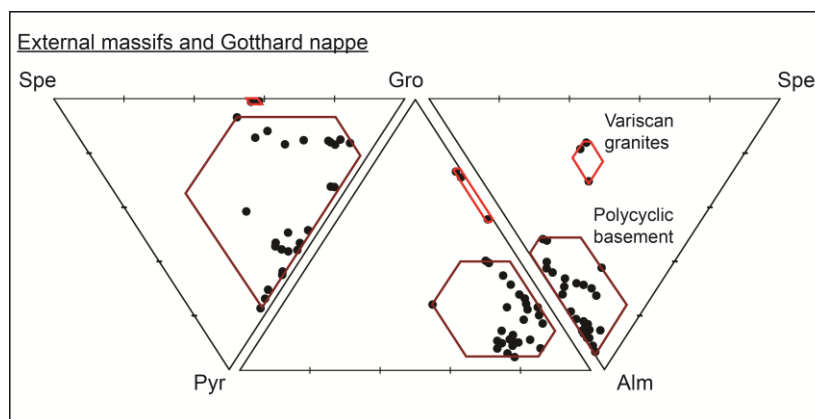 External massifs and Gotthard nappe
Spe
Gro
Spe
Variscan
granites
Polycyclic
basement
Pyr
Alm